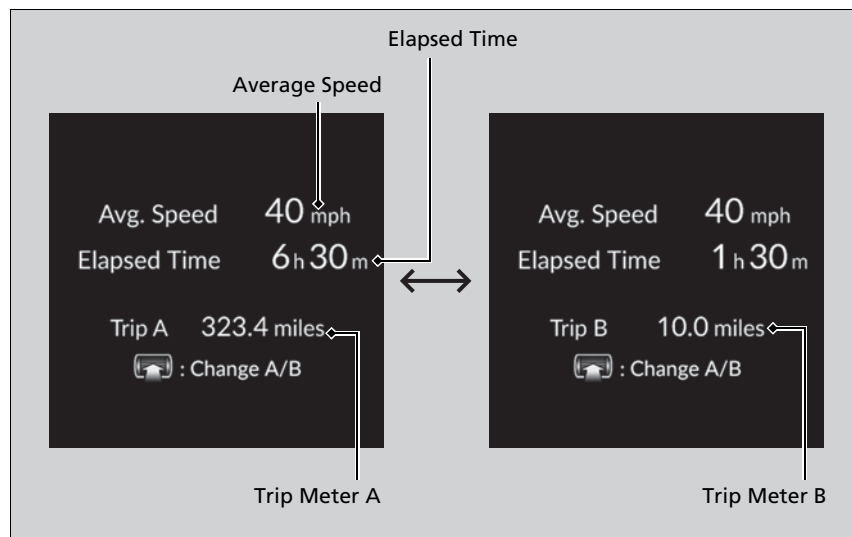 Elapsed Time
Average Speed
Avg. Speed 40 mph
Elapsed Time 6 h 30 m
Trip A 323.4 miles
: Change A/B
Avg. Speed 40 mph
Elapsed Time 1 h 30 m
Trip B 10.0 miles
: Change A/B
Trip Meter A
Trip Meter B